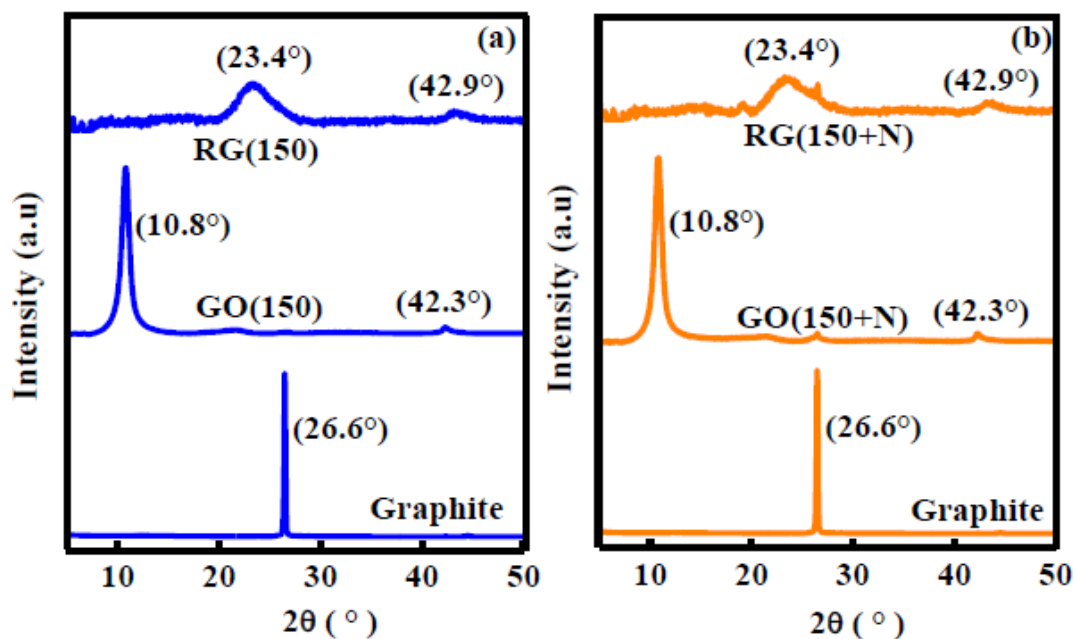 (a)
(23.4°)
(42.9°)
RG(150)
(10.8°)
GO(150)
(42.3°)
(26.6°)
Graphite
Intensity (a.u)
10 20 30 40 50
2θ ( ° )
(b)
(23.4°)
(42.9°)
RG(150+N)
(10.8°)
GO(150+N)
(42.3°)
(26.6°)
Graphite
Intensity (a.u)
10 20 30 40 50
2θ ( ° )